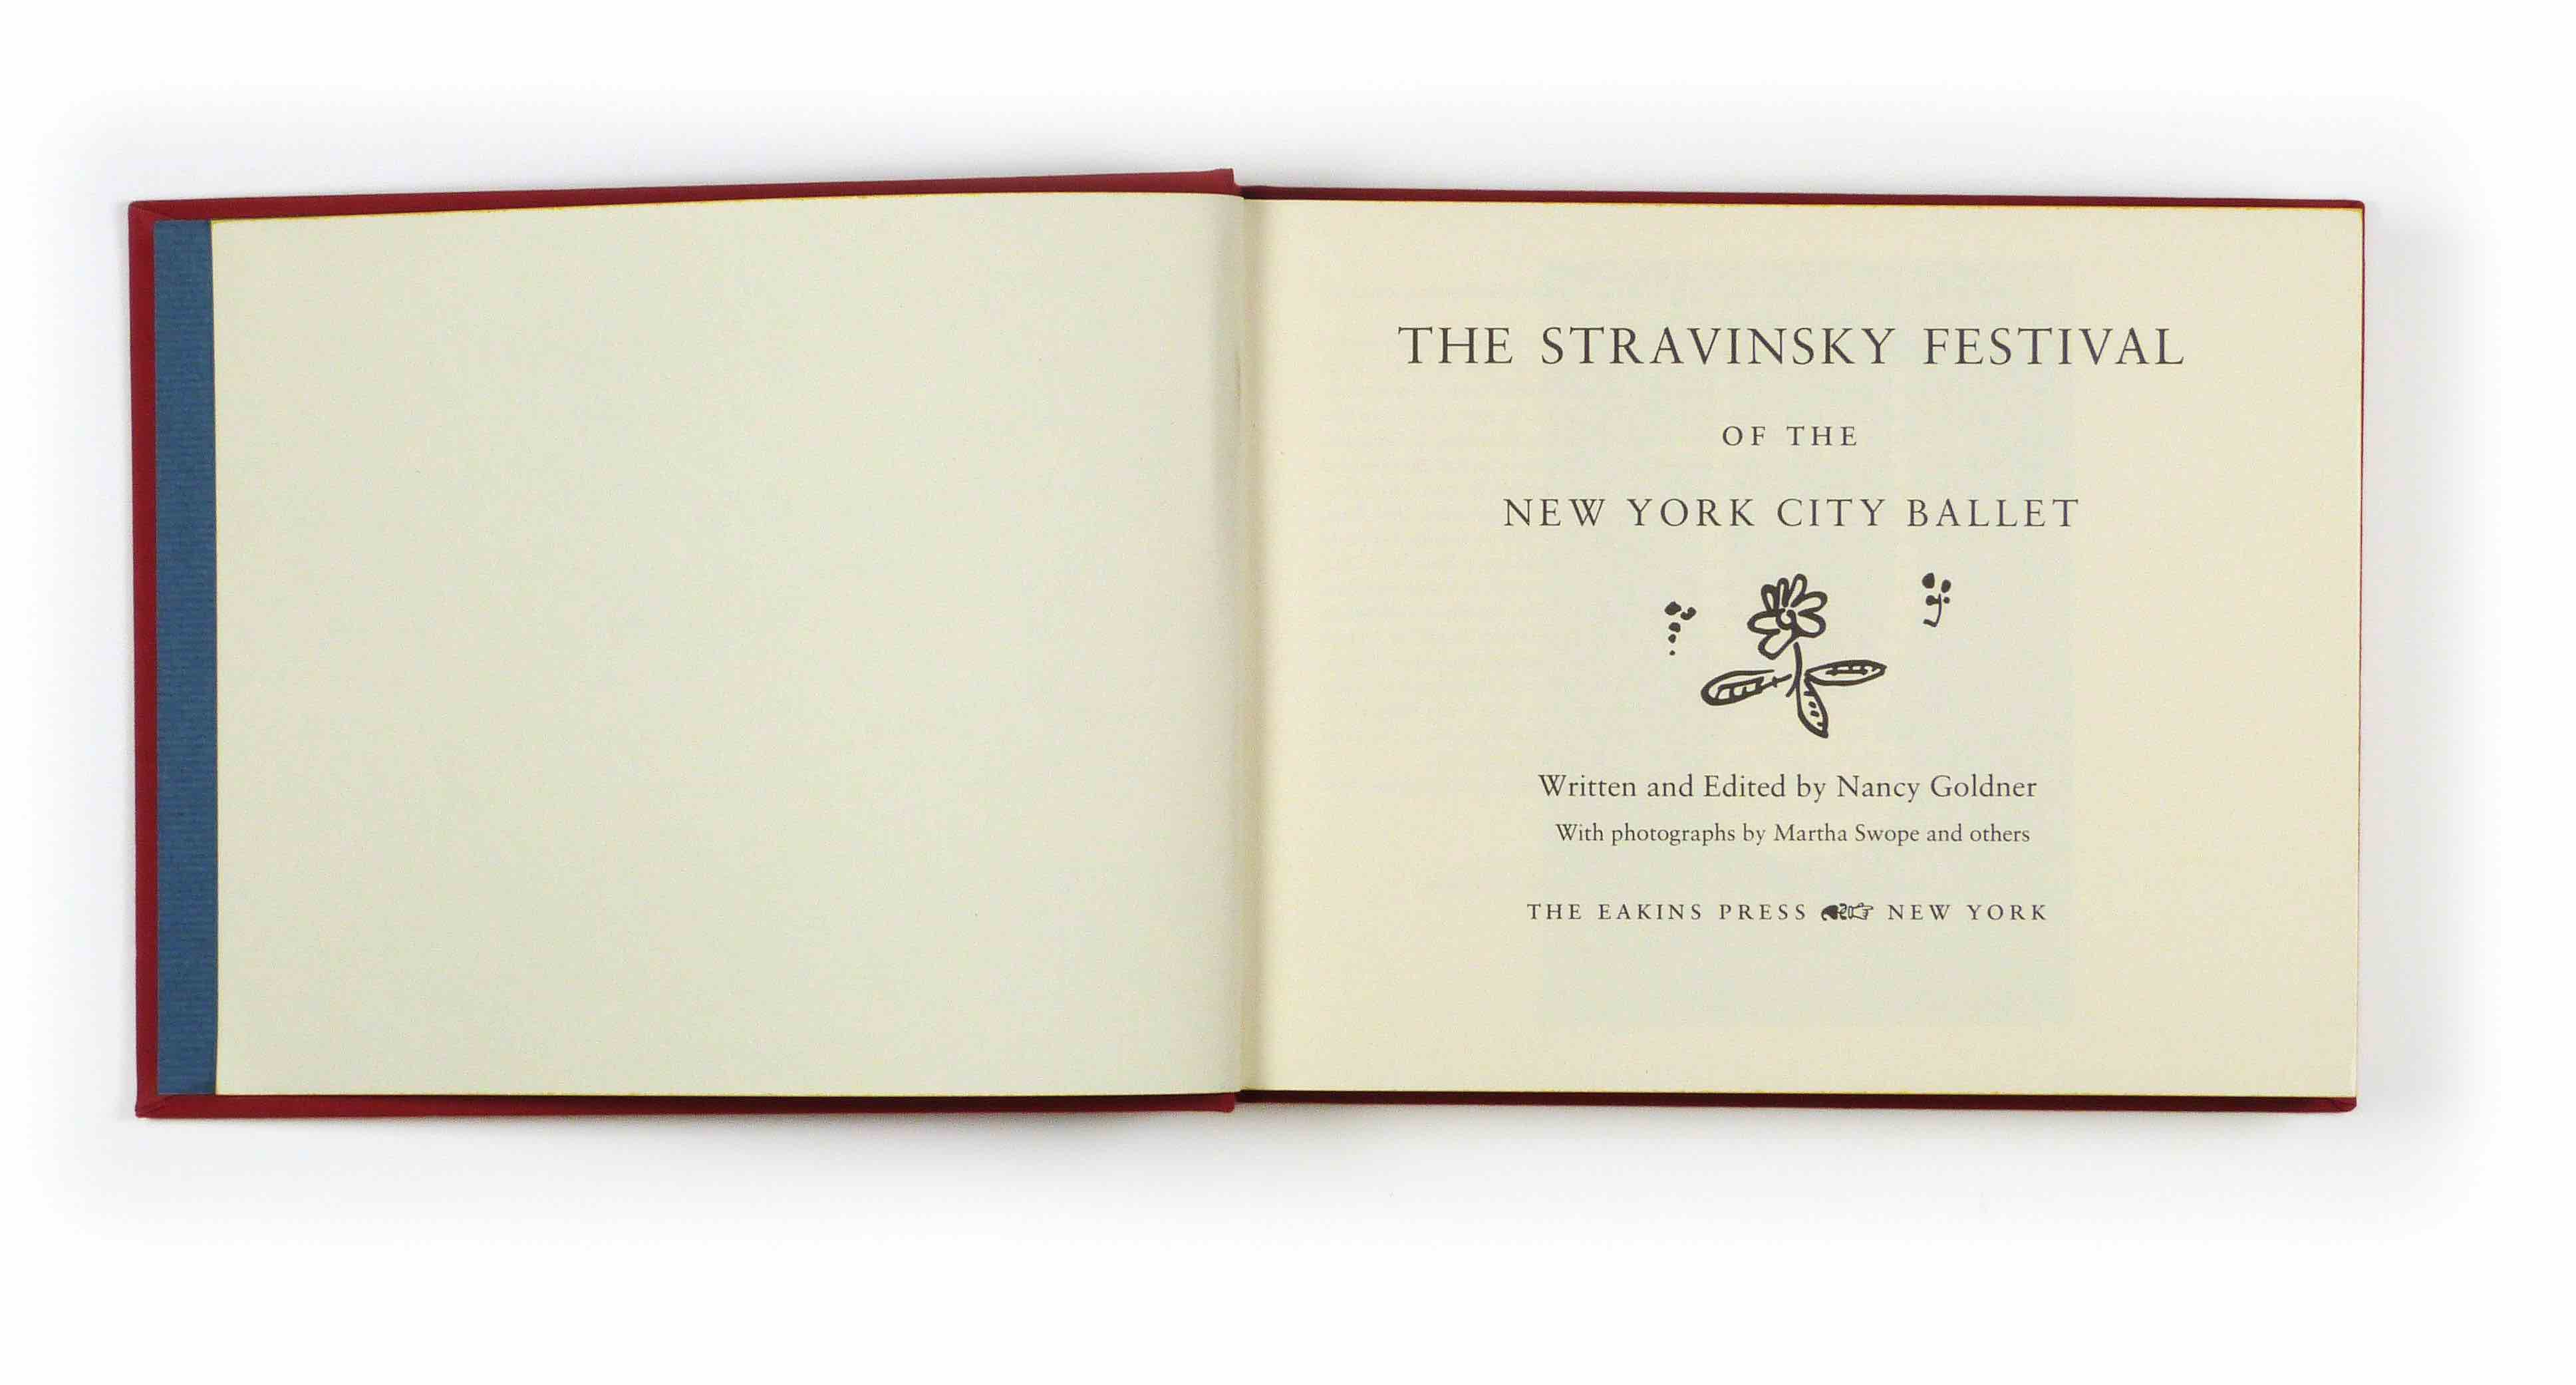 THE STRAVINSKY FESTIVAL
OF THE
NEW YORK CITY BALLET
Written and Edited by Nancy Goldner
With photographs by Martha Swope and others
THE EAKINS PRESS NEW YORK